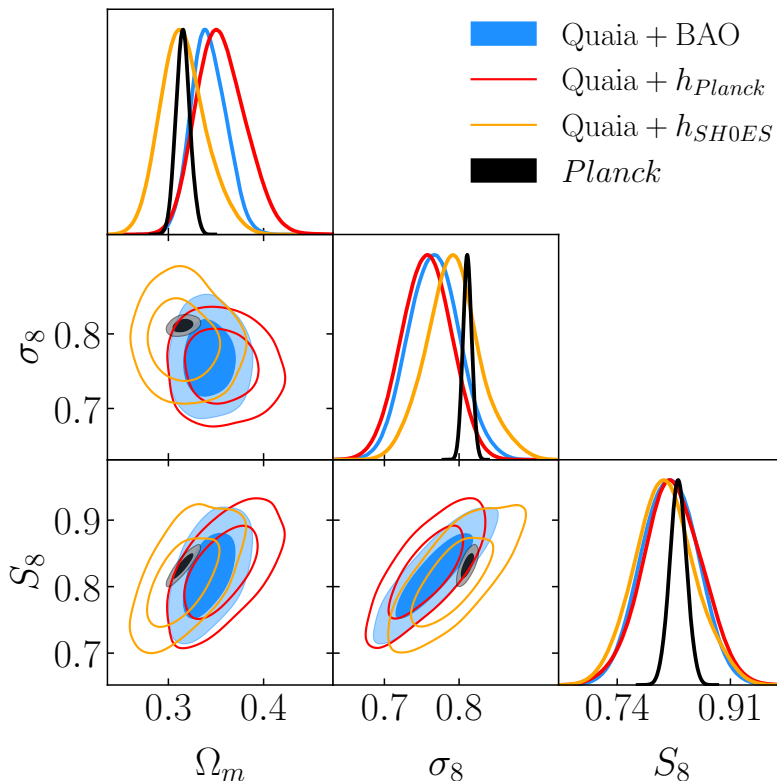 Quaia + BAO
Quaia + h_Planck
Quaia + h_SH0ES
Planck
σ_8
0.8
0.7
S_8
0.9
0.8
0.7
0.3 0.4 0.7 0.8 0.74 0.91
Ω_m σ_8 S_8